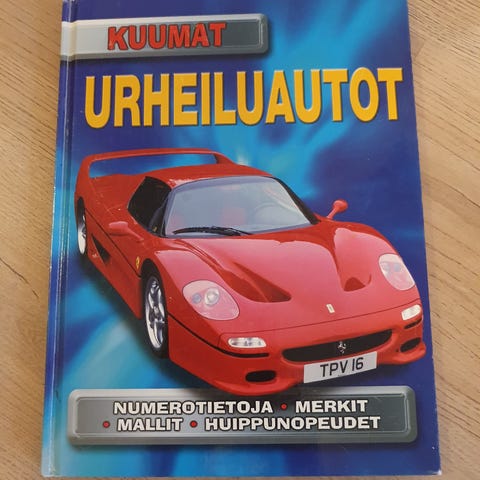 KUUMAT
URHEILUAUTOT
TPV 16
NUMEROTIETOJA • MERKIT
• MALLIT • HUIPPUNOPEUDET